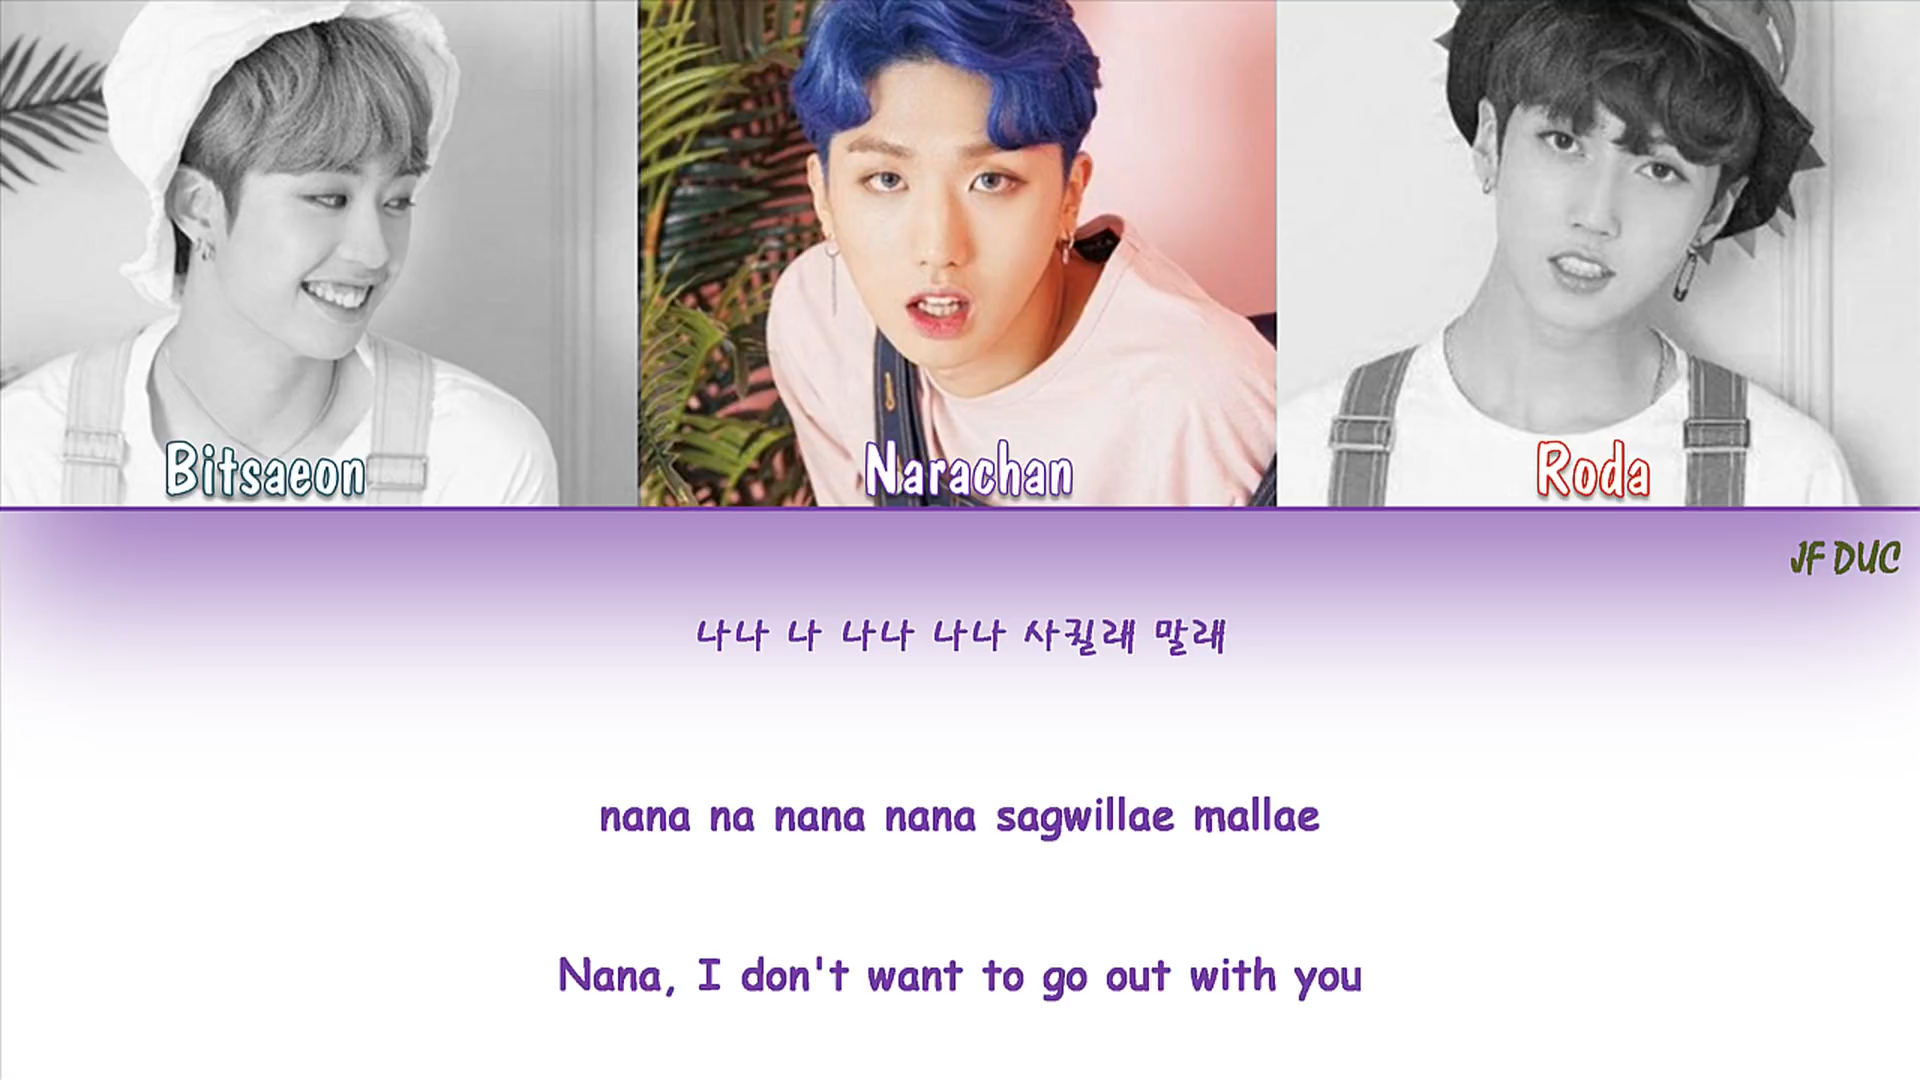 Bitsaeon
Narachan
Roda
JF DUC
나나 나 나나 나나 사귈래 말래
nana na nana nana sagwillae mallae
Nana, I don't want to go out with you